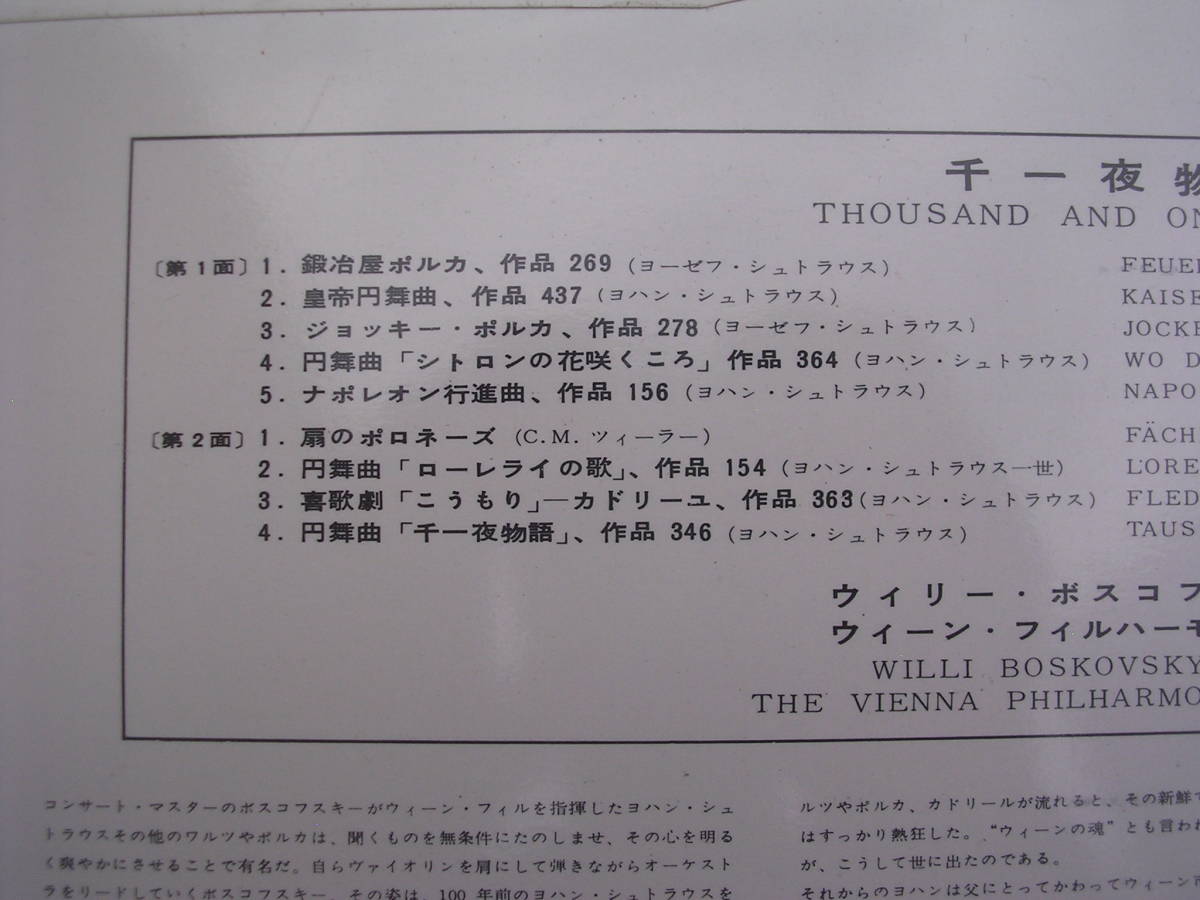 千一夜物
THOUSAND AND ON
〔第1面〕1. 鍛冶屋ポルカ、作品 269 (ヨーゼフ・シュトラウス) FEUER
2. 皇帝円舞曲、作品 437 (ヨハン・シュトラウス) KAISE
3. ジョッキー・ポルカ、作品 278 (ヨーゼフ・シュトラウス) JOCKE
4. 円舞曲「シトロンの花咲くころ」作品 364 (ヨハン・シュトラウス) WO D
5. ナポレオン行進曲、作品 156 (ヨハン・シュトラウス) NAPO
〔第2面〕1. 扇のポロネーズ (C.M. ツィーラー) FÄCH
2. 円舞曲「ローレライの歌」、作品 154 (ヨハン・シュトラウス一世) LORE
3. 喜歌劇「こうもり」―カドリーユ、作品 363 (ヨハン・シュトラウス) FLED
4. 円舞曲「千一夜物語」、作品 346 (ヨハン・シュトラウス) TAUS
ウィリー・ボスコフ
ウィーン・フィルハーモ
WILLI BOSKOVSKY
THE VIENNA PHILHARMO
コンサート・マスターのボスコフスキーがウィーン・フィルを指揮したヨハン・シュ
トラウスその他のワルツやポルカは、聞くものを無条件にたのしませ、その心を明る
く爽やかにさせることで有名だ。自らヴァイオリンを肩にして弾きながらオーケスト
ラをリードしていくボスコフスキー、その姿は、100 年前のヨハン・シュトラウスを
ルツやポルカ、カドリールが流れると、その新鮮で
はすっかり熱狂した。“ウィーンの魂”とも言われ
が、こうして世に出たのである。
それからのヨハンは父にとってかわってウィーン市